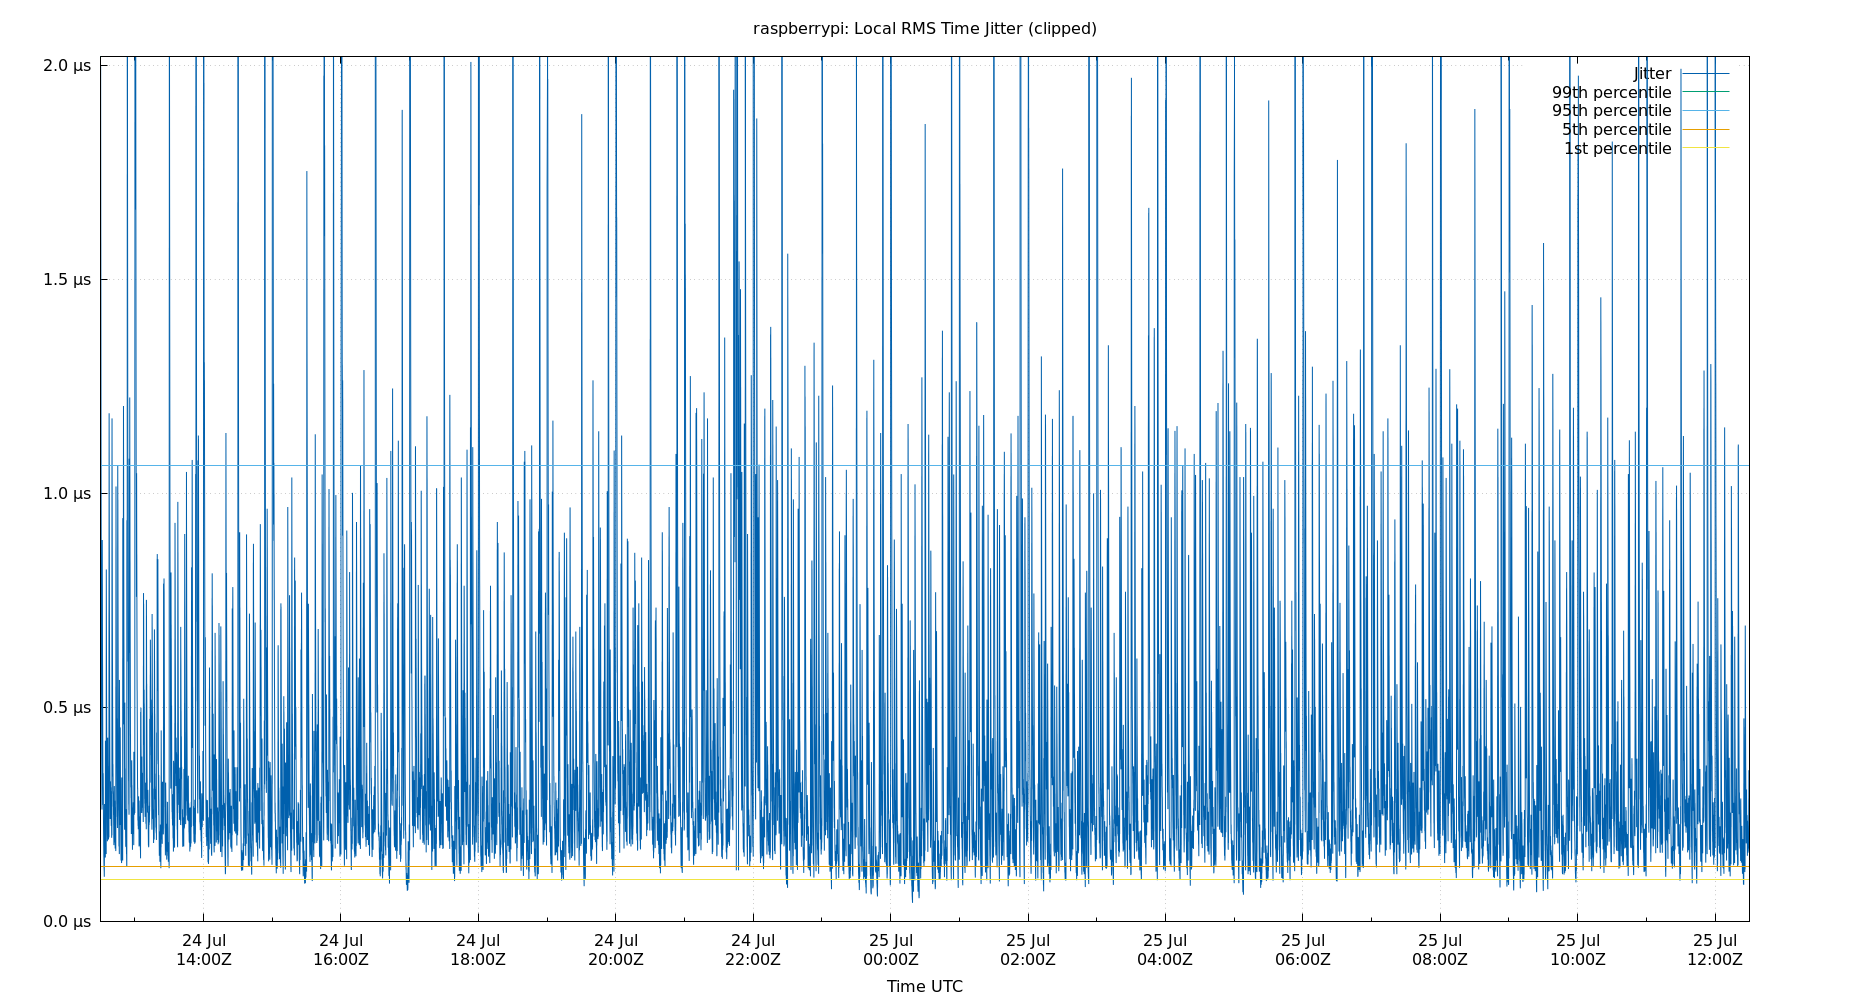 raspberrypi: Local RMS Time Jitter (clipped)
2.0 µs
1.5 µs
1.0 µs
0.5 µs
0.0 µs
Jitter
99th percentile
95th percentile
5th percentile
1st percentile
24 Jul 24 Jul 24 Jul 24 Jul 24 Jul 25 Jul 25 Jul 25 Jul 25 Jul 25 Jul 25 Jul 25 Jul
14:00Z 16:00Z 18:00Z 20:00Z 22:00Z 00:00Z 02:00Z 04:00Z 06:00Z 08:00Z 10:00Z 12:00Z
Time UTC